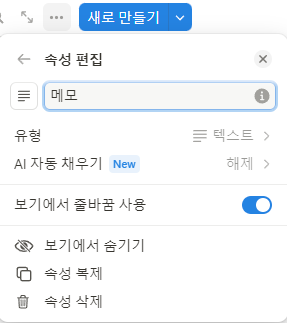 새로 만들기
속성 편집
메모
유형 텍스트
AI 자동 채우기 New 해제
보기에서 줄바꿈 사용
보기에서 숨기기
속성 복제
속성 삭제